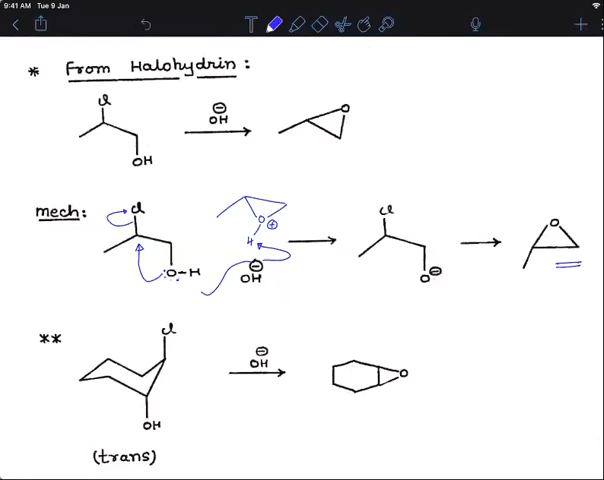 9:41 AM Tue 9 Jan
* From Halohydrin :
Cl
⊖
OH
O
OH
mech:
Cl
:O-H
O ⊕
H
⊖
OH
Cl
O⊖
O
**
Cl
⊖
OH
O
OH
(trans)